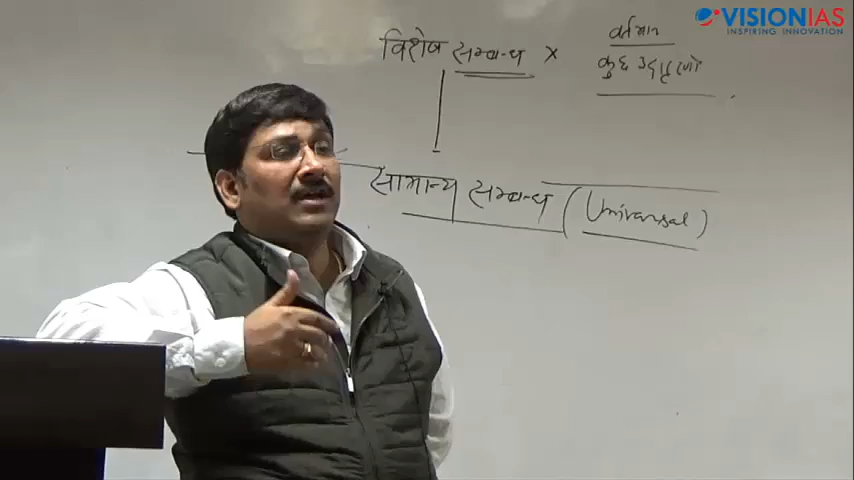 VISIONIAS
INSPIRING INNOVATION
विशेष सम्बन्ध ×
वर्तमान
कुछ उदाहरणों
सामान्य सम्बन्ध (Universal)